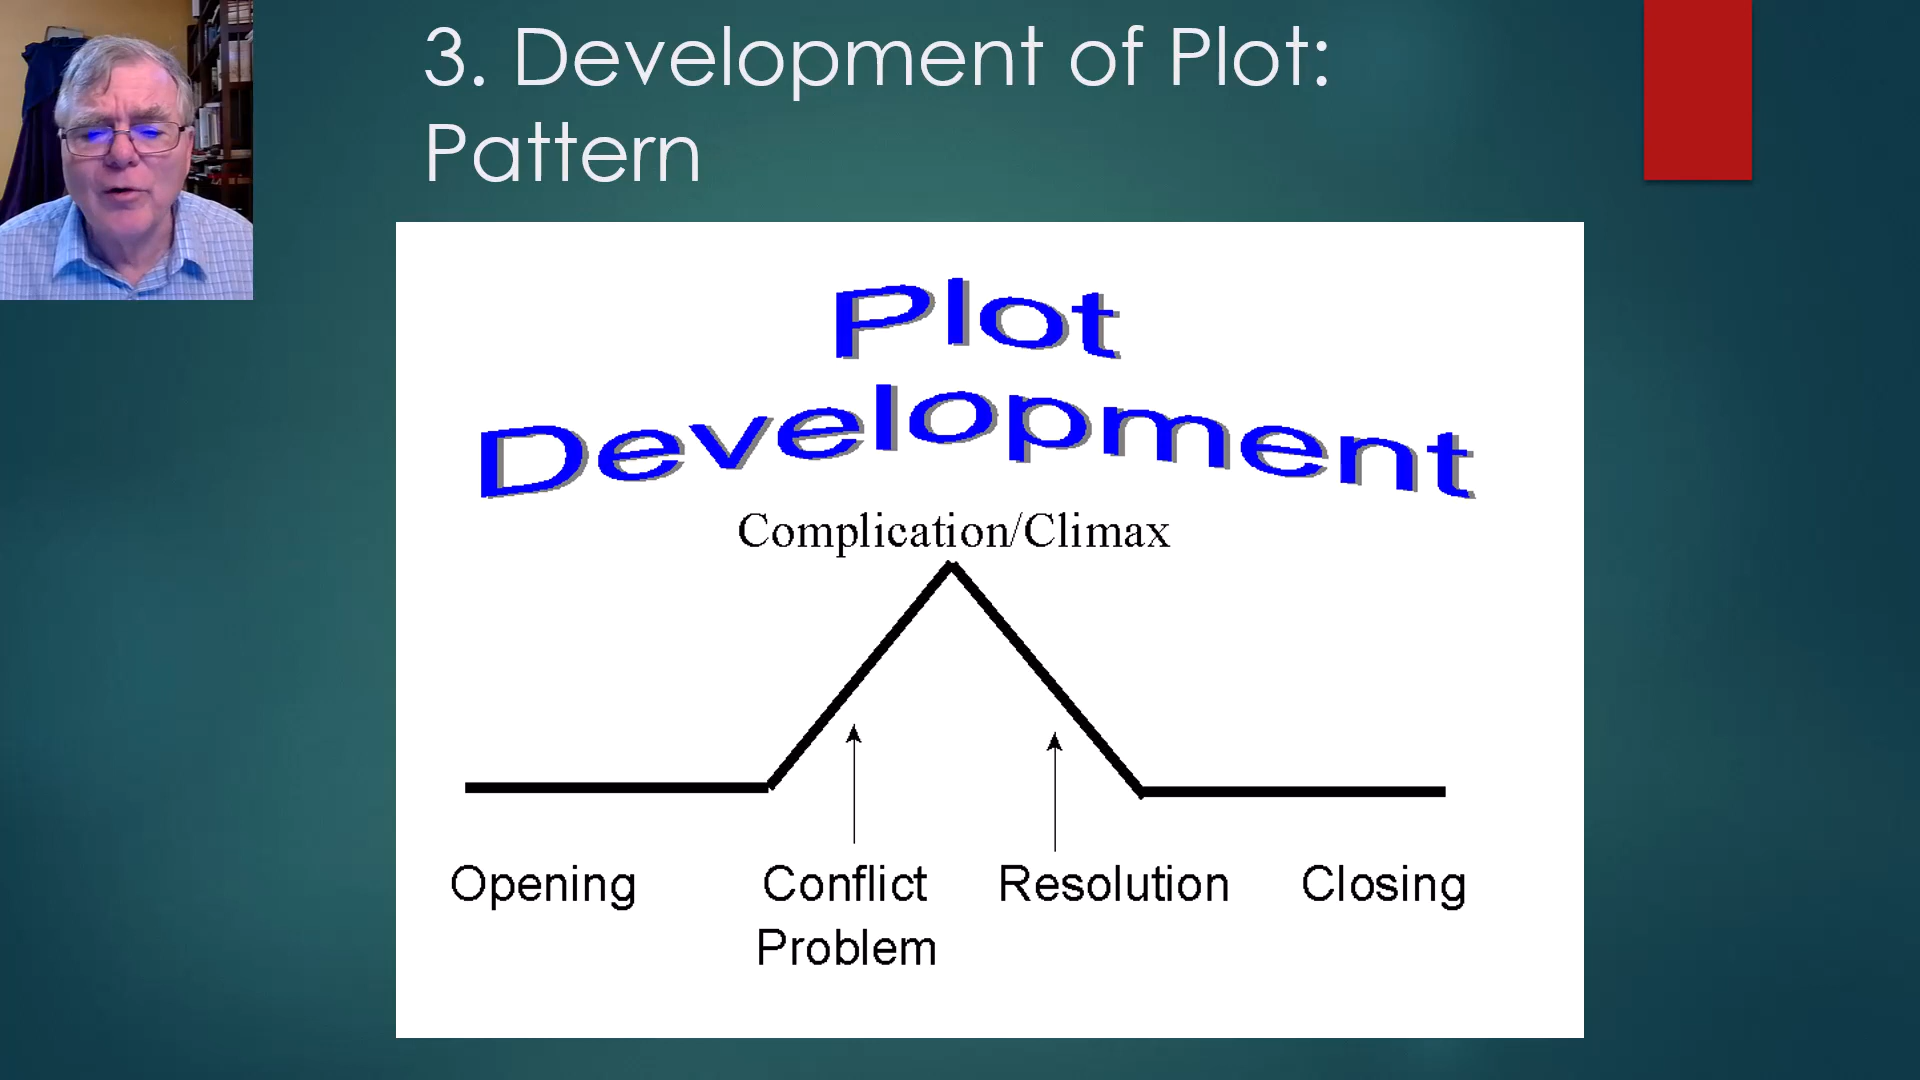 3. Development of Plot:
Pattern
Plot
Development
Complication/Climax
Opening
Conflict
Problem
Resolution
Closing